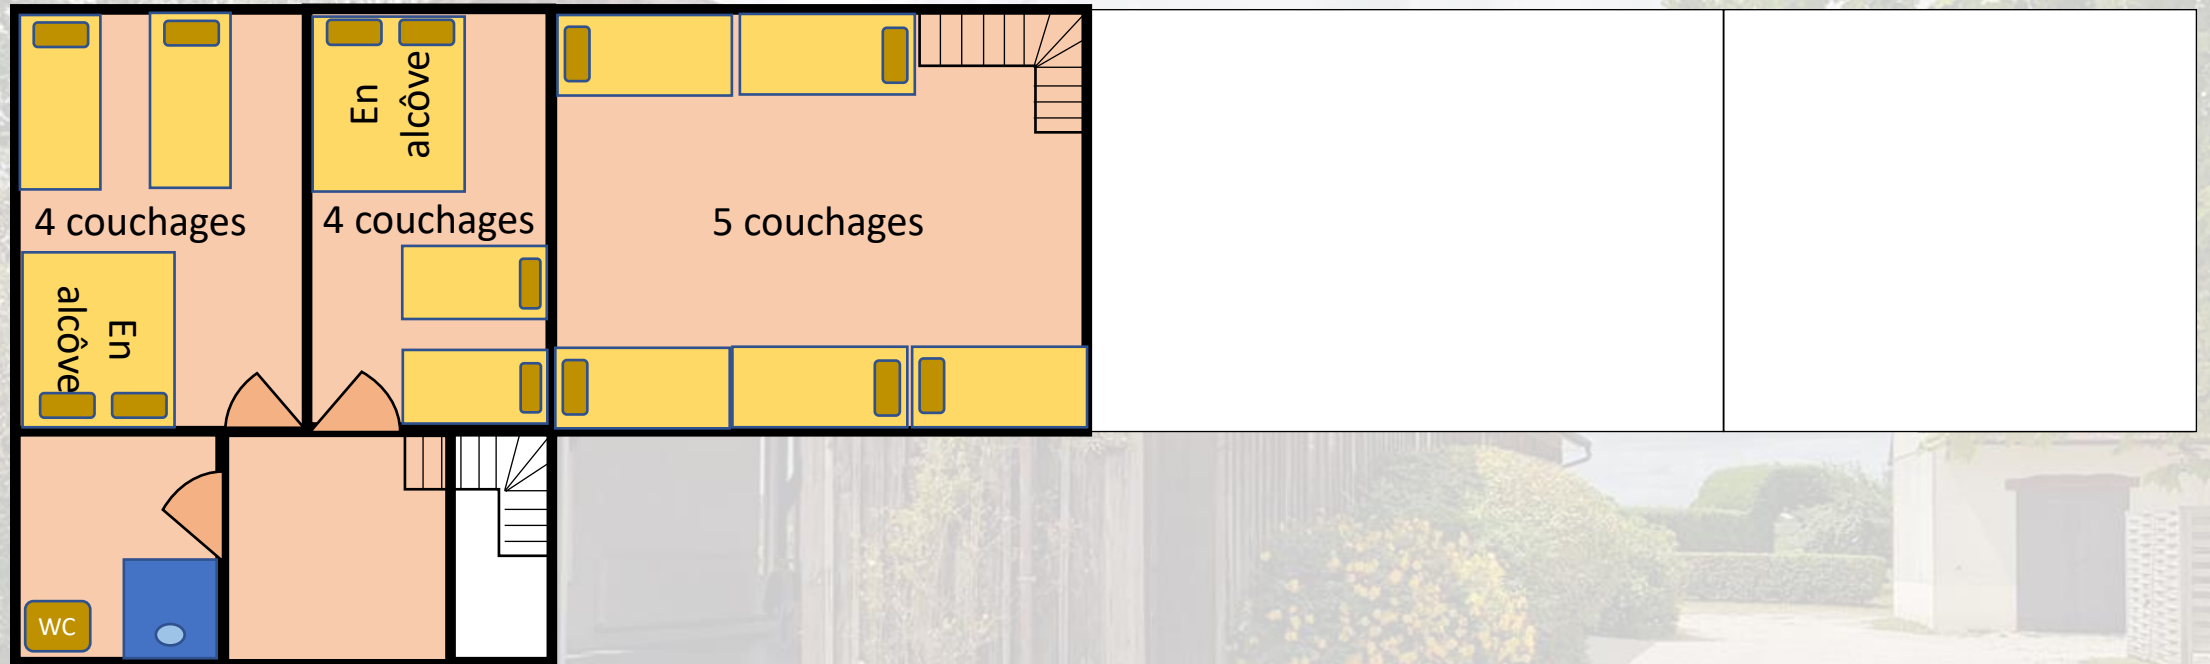 En
alcôve
4 couchages
4 couchages
5 couchages
En
alcôve
WC